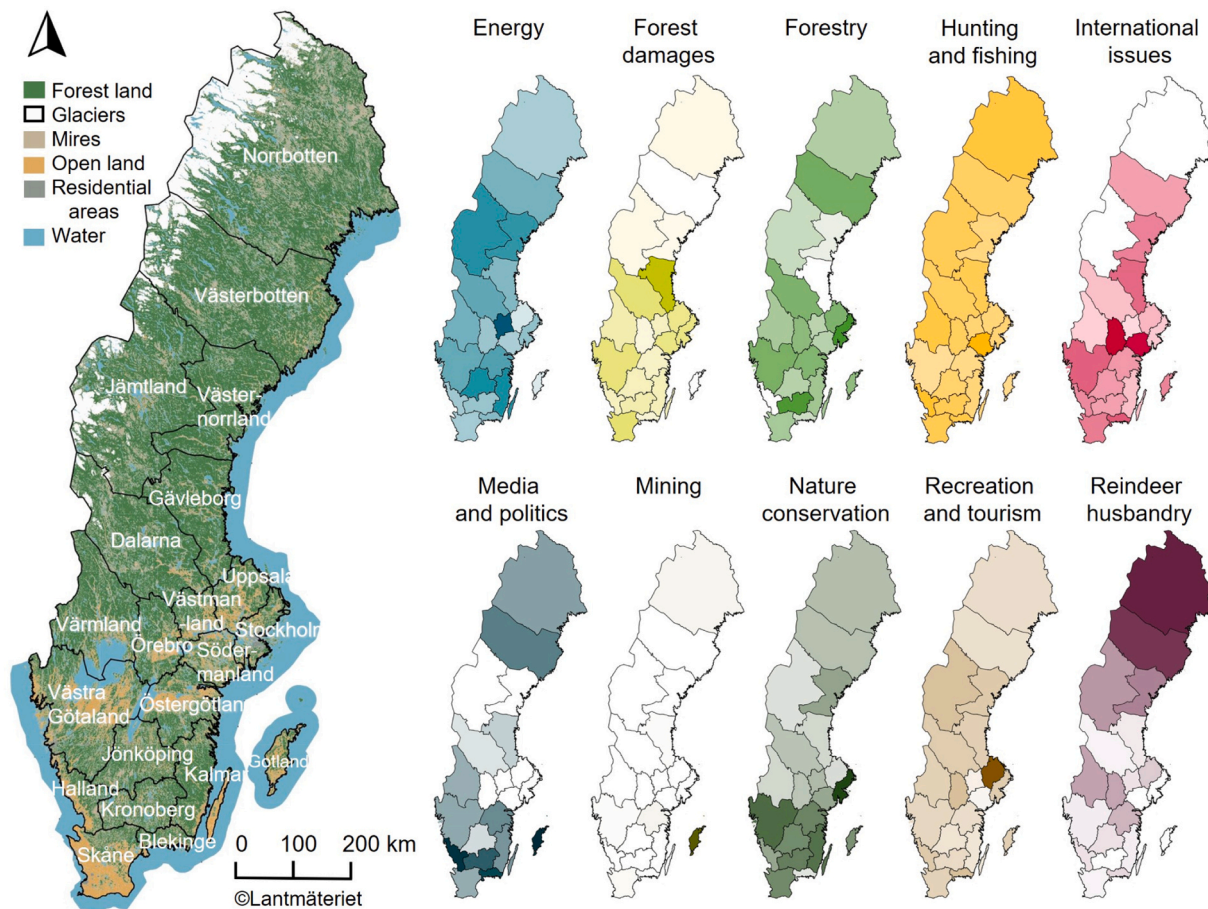 Forest land
Glaciers
Mires
Open land
Residential
areas
Water
Norrbotten
Västerbotten
Jämtland
Väster-
norrland
Gävleborg
Dalarna
Uppsala
Västman
-land
Värmland
Örebro
Stockholm
Söder-
manland
Västra
Götaland
Östergötland
Jönköping
Gotland
Kalmar
Halland
Kronoberg
Blekinge
Skåne
0 100 200 km
©Lantmäteriet
Energy
Forest
damages
Forestry
Hunting
and fishing
International
issues
Media
and politics
Mining
Nature
conservation
Recreation
and tourism
Reindeer
husbandry